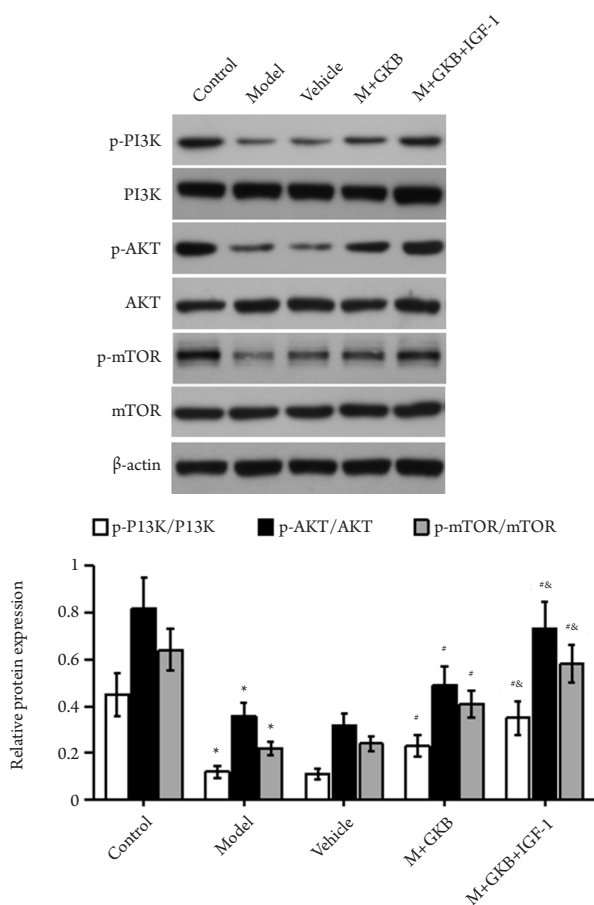 Control Model Vehicle M+GKB M+GKB+IGF-1
p-PI3K
PI3K
p-AKT
AKT
p-mTOR
mTOR
β-actin
p-P13K/P13K p-AKT/AKT p-mTOR/mTOR
Relative protein expression
1
0.8
0.6
0.4
0.2
0
* * *
# # #
#& #& #&
Control Model Vehicle M+GKB M+GKB+IGF-1